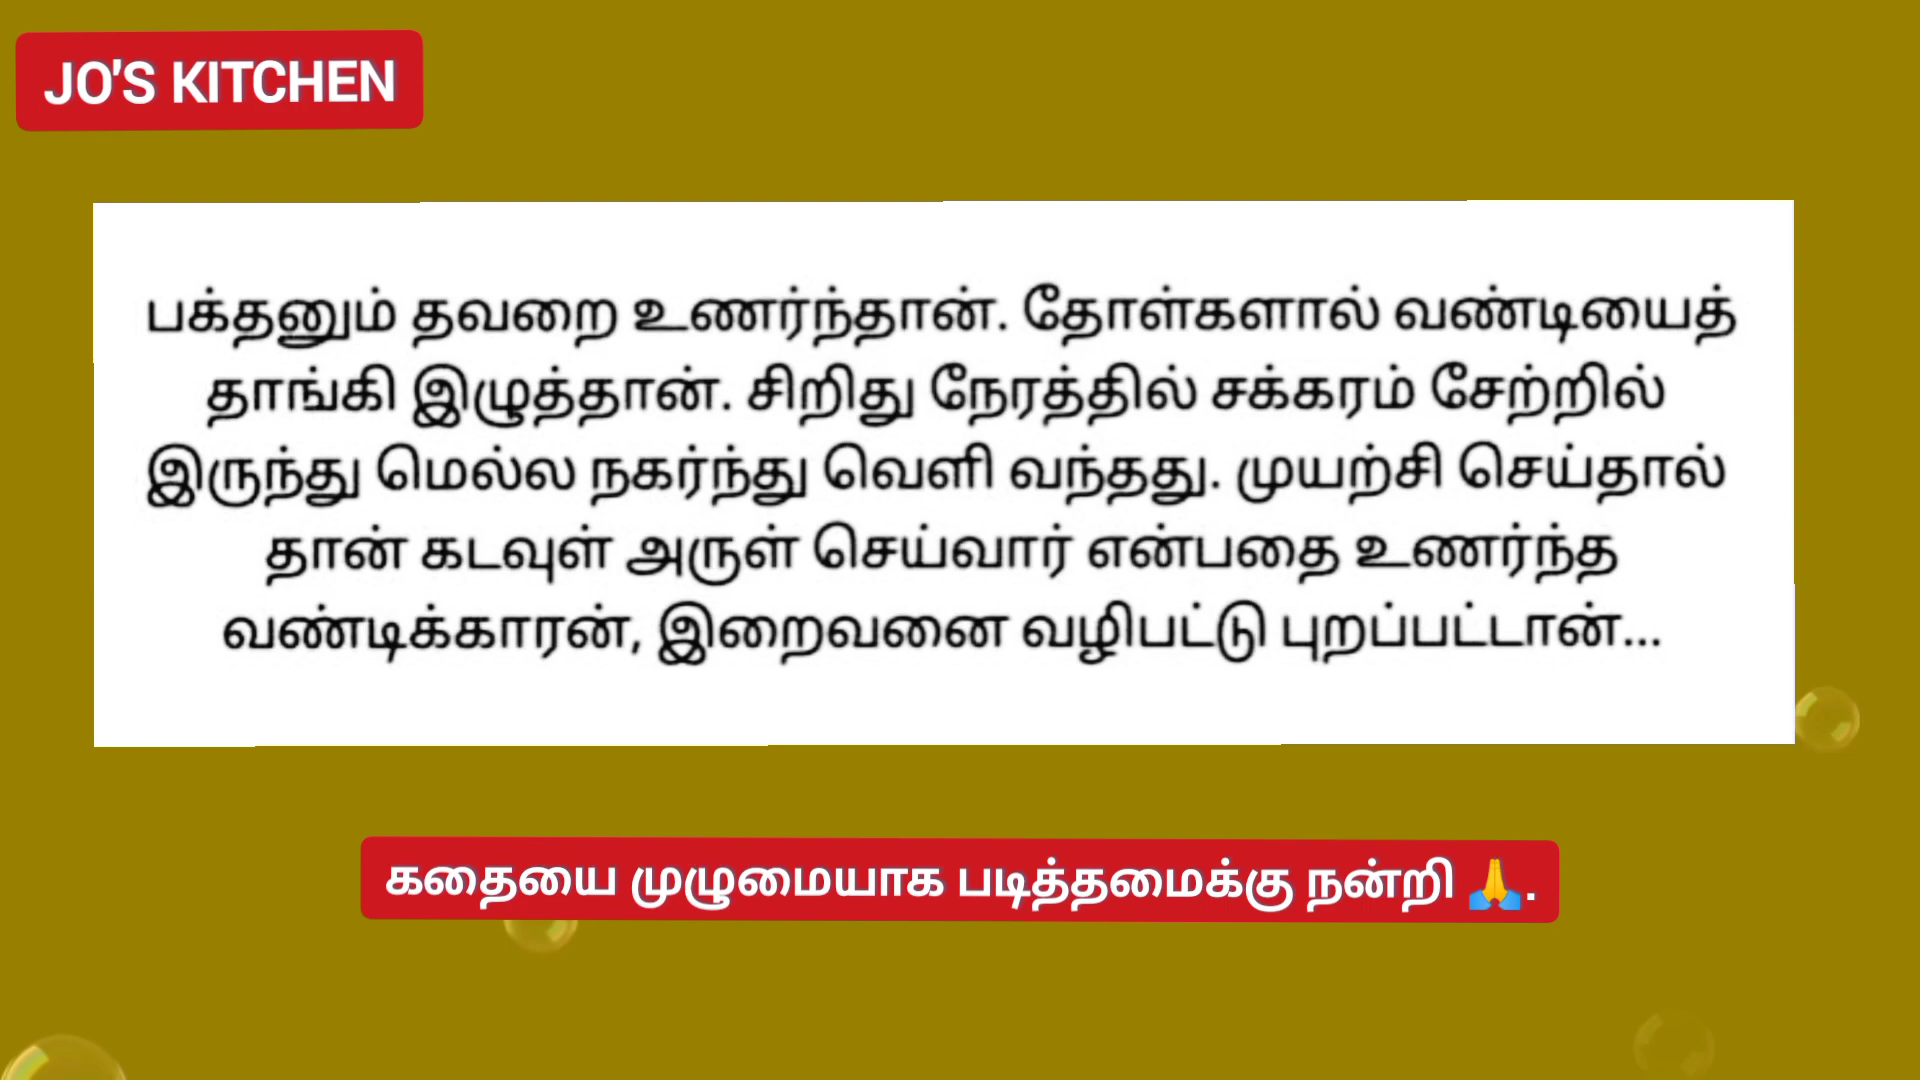 JO'S KITCHEN
பக்தனும் தவறை உணர்ந்தான். தோள்களால் வண்டியைத்
தாங்கி இழுத்தான். சிறிது நேரத்தில் சக்கரம் சேற்றில்
இருந்து மெல்ல நகர்ந்து வெளி வந்தது. முயற்சி செய்தால்
தான் கடவுள் அருள் செய்வார் என்பதை உணர்ந்த
வண்டிக்காரன், இறைவனை வழிபட்டு புறப்பட்டான்...
கதையை முழுமையாக படித்தமைக்கு நன்றி 🙏.